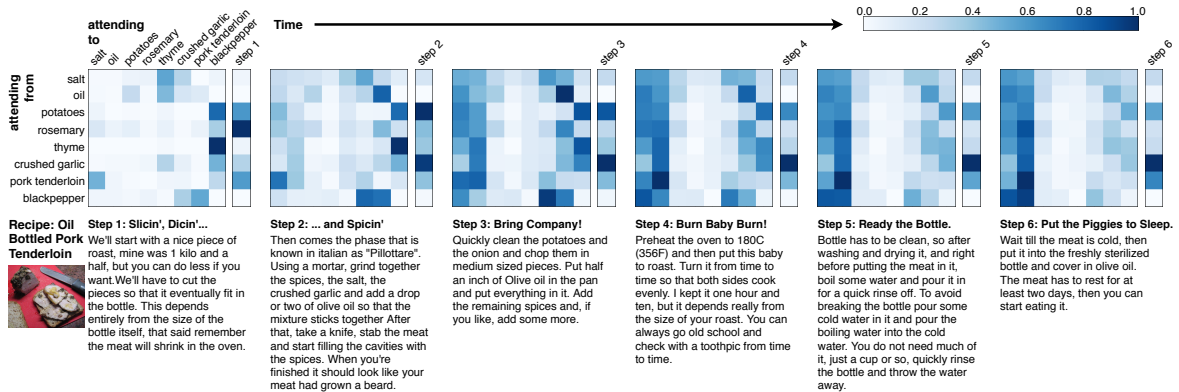 attending to
Time
0.0 0.2 0.4 0.6 0.8 1.0
salt oil potatoes rosemary thyme crushed garlic pork tenderloin blackpepper step 1
step 2
step 3
step 4
step 5
step 6
attending from
salt
oil
potatoes
rosemary
thyme
crushed garlic
pork tenderloin
blackpepper
Recipe: Oil
Bottled Pork
Tenderloin
Step 1: Slicin', Dicin'...
We'll start with a nice piece of
roast, mine was 1 kilo and a
half, but you can do less if you
want.We'll have to cut the
pieces so that it eventually fit in
the bottle. This depends
entirely from the size of the
bottle itself, that said remember
the meat will shrink in the oven.
Step 2: ... and Spicin'
Then comes the phase that is
known in italian as "Pillottare".
Using a mortar, grind together
the spices, the salt, the
crushed garlic and add a drop
or two of olive oil so that the
mixture sticks together After
that, take a knife, stab the meat
and start filling the cavities with
the spices. When you're
finished it should look like your
meat had grown a beard.
Step 3: Bring Company!
Quickly clean the potatoes and
the onion and chop them in
medium sized pieces. Put half
an inch of Olive oil in the pan
and put everything in it. Add
the remaining spices and, if
you like, add some more.
Step 4: Burn Baby Burn!
Preheat the oven to 180C
(356F) and then put this baby
to roast. Turn it from time to
time so that both sides cook
evenly. I kept it one hour and
ten, but it depends really from
the size of your roast. You can
always go old school and
check with a toothpic from time
to time.
Step 5: Ready the Bottle.
Bottle has to be clean, so after
washing and drying it, and right
before putting the meat in it,
boil some water and pour it in
for a quick rinse off. To avoid
breaking the bottle pour some
cold water in it and pour the
boiling water into the cold
water. You do not need much of
it, just a cup or so, quickly rinse
the bottle and throw the water
away.
Step 6: Put the Piggies to Sleep.
Wait till the meat is cold, then
put it into the freshly sterilized
bottle and cover in olive oil.
The meat has to rest for at
least two days, then you can
start eating it.